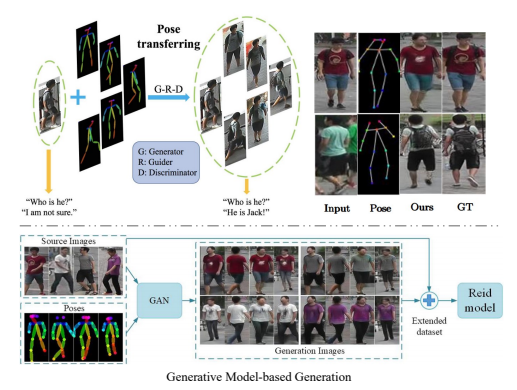 Pose
transferring
G-R-D
G: Generator
R: Guider
D: Discriminator
“Who is he?”
“I am not sure.”
“Who is he?”
“He is Jack!”
Input Pose Ours GT
Source Images
Poses
GAN
Generation Images
Extended
dataset
Reid
model
Generative Model-based Generation